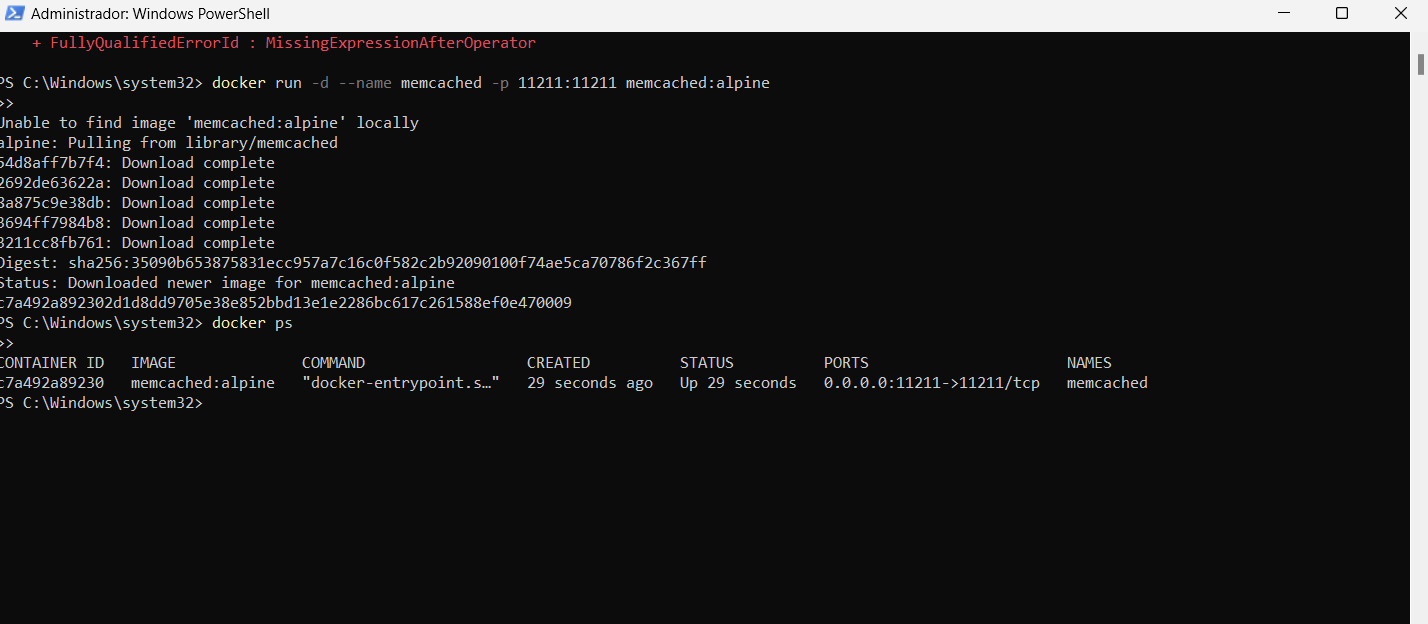 Administrador: Windows PowerShell
+ FullyQualifiedErrorId : MissingExpressionAfterOperator
PS C:\Windows\system32> docker run -d --name memcached -p 11211:11211 memcached:alpine
>>
Unable to find image 'memcached:alpine' locally
alpine: Pulling from library/memcached
54d8aff7b7f4: Download complete
2692de63622a: Download complete
8a875c9e38db: Download complete
3694ff7984b8: Download complete
3211cc8fb761: Download complete
Digest: sha256:35090b653875831ecc957a7c16c0f582c2b92090100f74ae5ca70786f2c367ff
Status: Downloaded newer image for memcached:alpine
c7a492a892302d1d8dd9705e38e852bbd13e1e2286bc617c261588ef0e470009
PS C:\Windows\system32> docker ps
>>
CONTAINER ID IMAGE COMMAND CREATED STATUS PORTS NAMES
c7a492a89230 memcached:alpine "docker-entrypoint.s…" 29 seconds ago Up 29 seconds 0.0.0.0:11211->11211/tcp memcached
PS C:\Windows\system32>